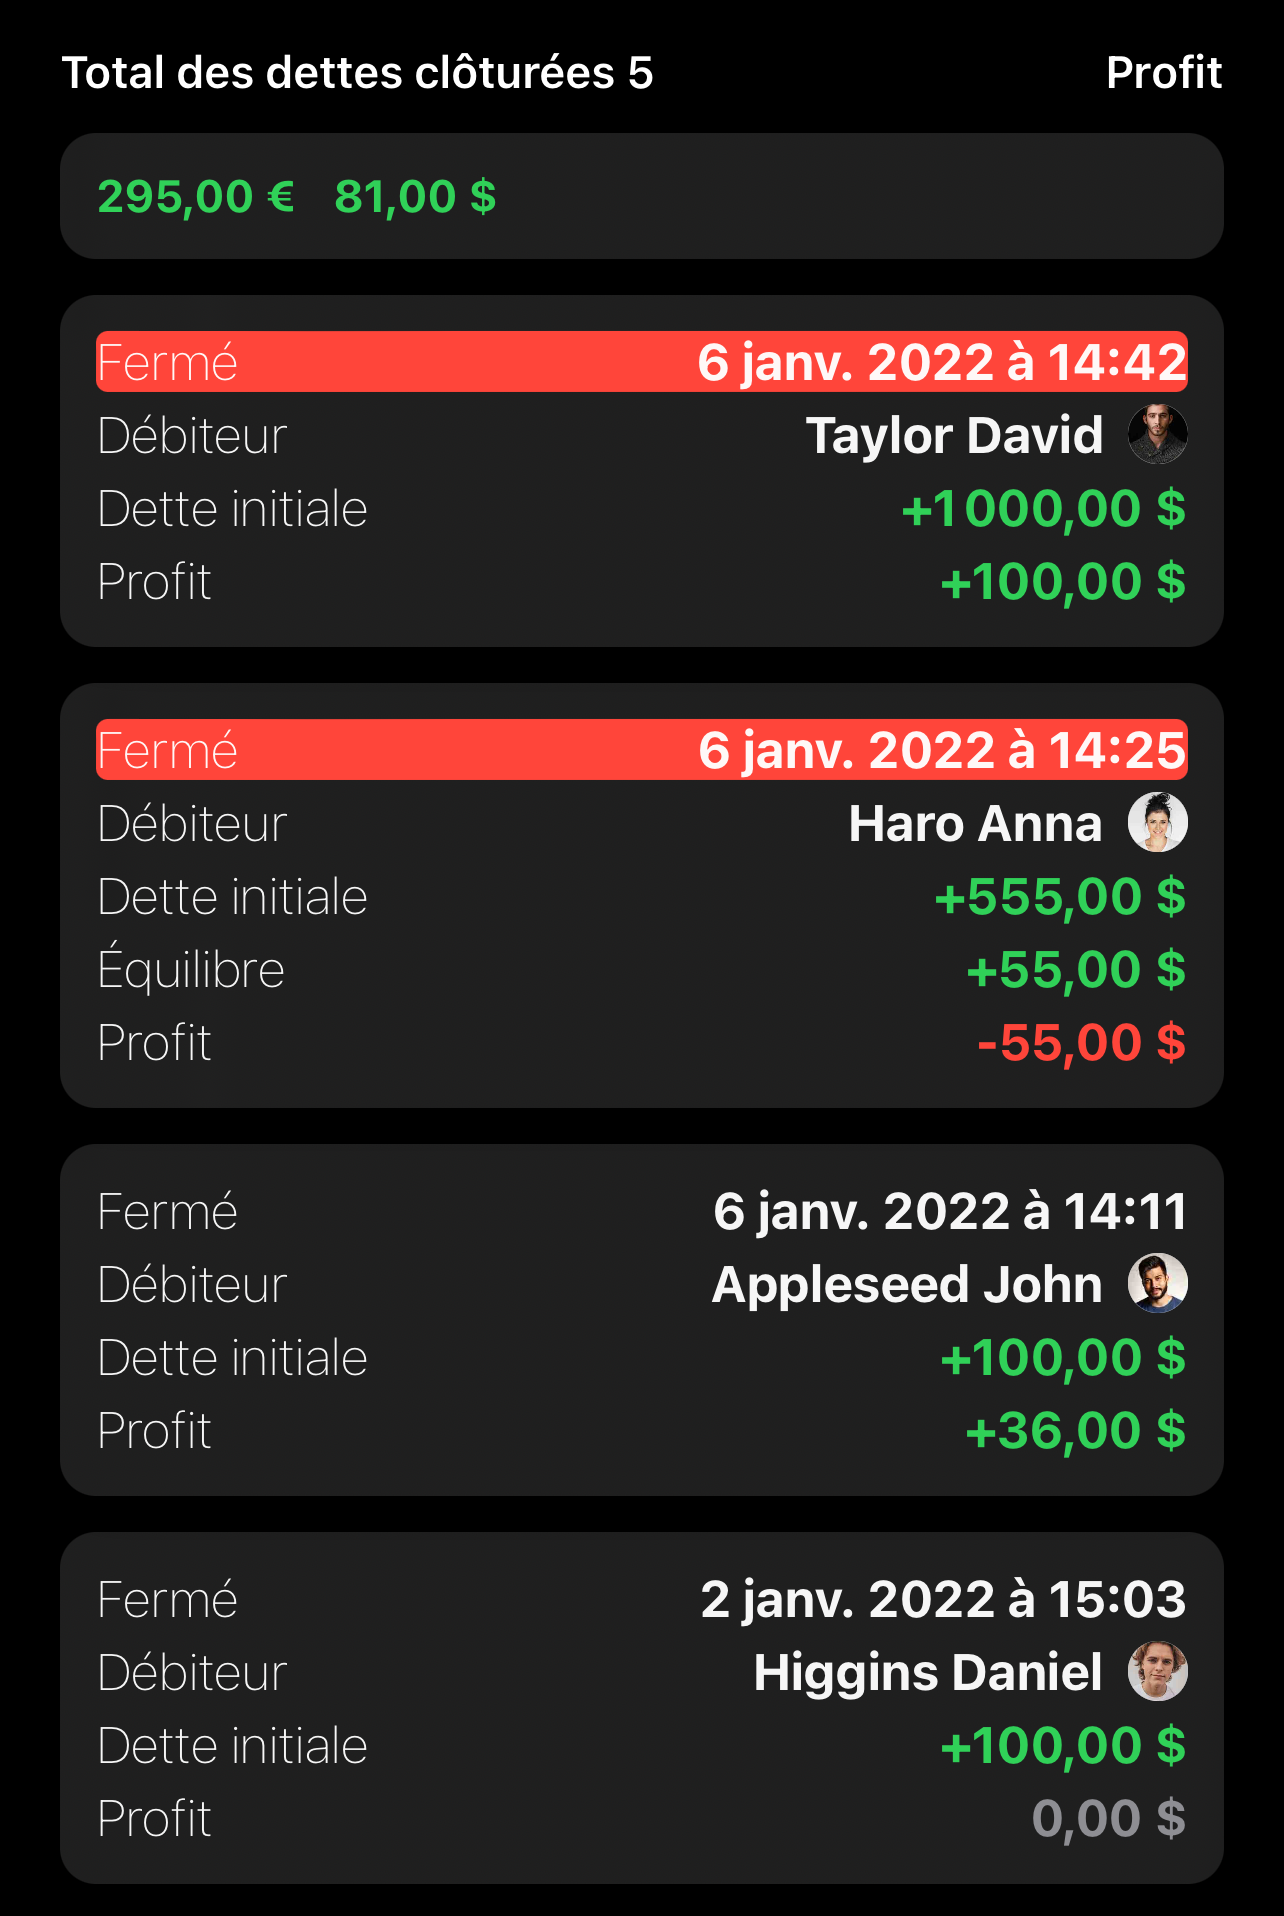 Total des dettes clôturées 5 Profit
295,00 € 81,00 $
Fermé 6 janv. 2022 à 14:42
Débiteur Taylor David
Dette initiale +1 000,00 $
Profit +100,00 $
Fermé 6 janv. 2022 à 14:25
Débiteur Haro Anna
Dette initiale +555,00 $
Équilibre +55,00 $
Profit -55,00 $
Fermé 6 janv. 2022 à 14:11
Débiteur Appleseed John
Dette initiale +100,00 $
Profit +36,00 $
Fermé 2 janv. 2022 à 15:03
Débiteur Higgins Daniel
Dette initiale +100,00 $
Profit 0,00 $